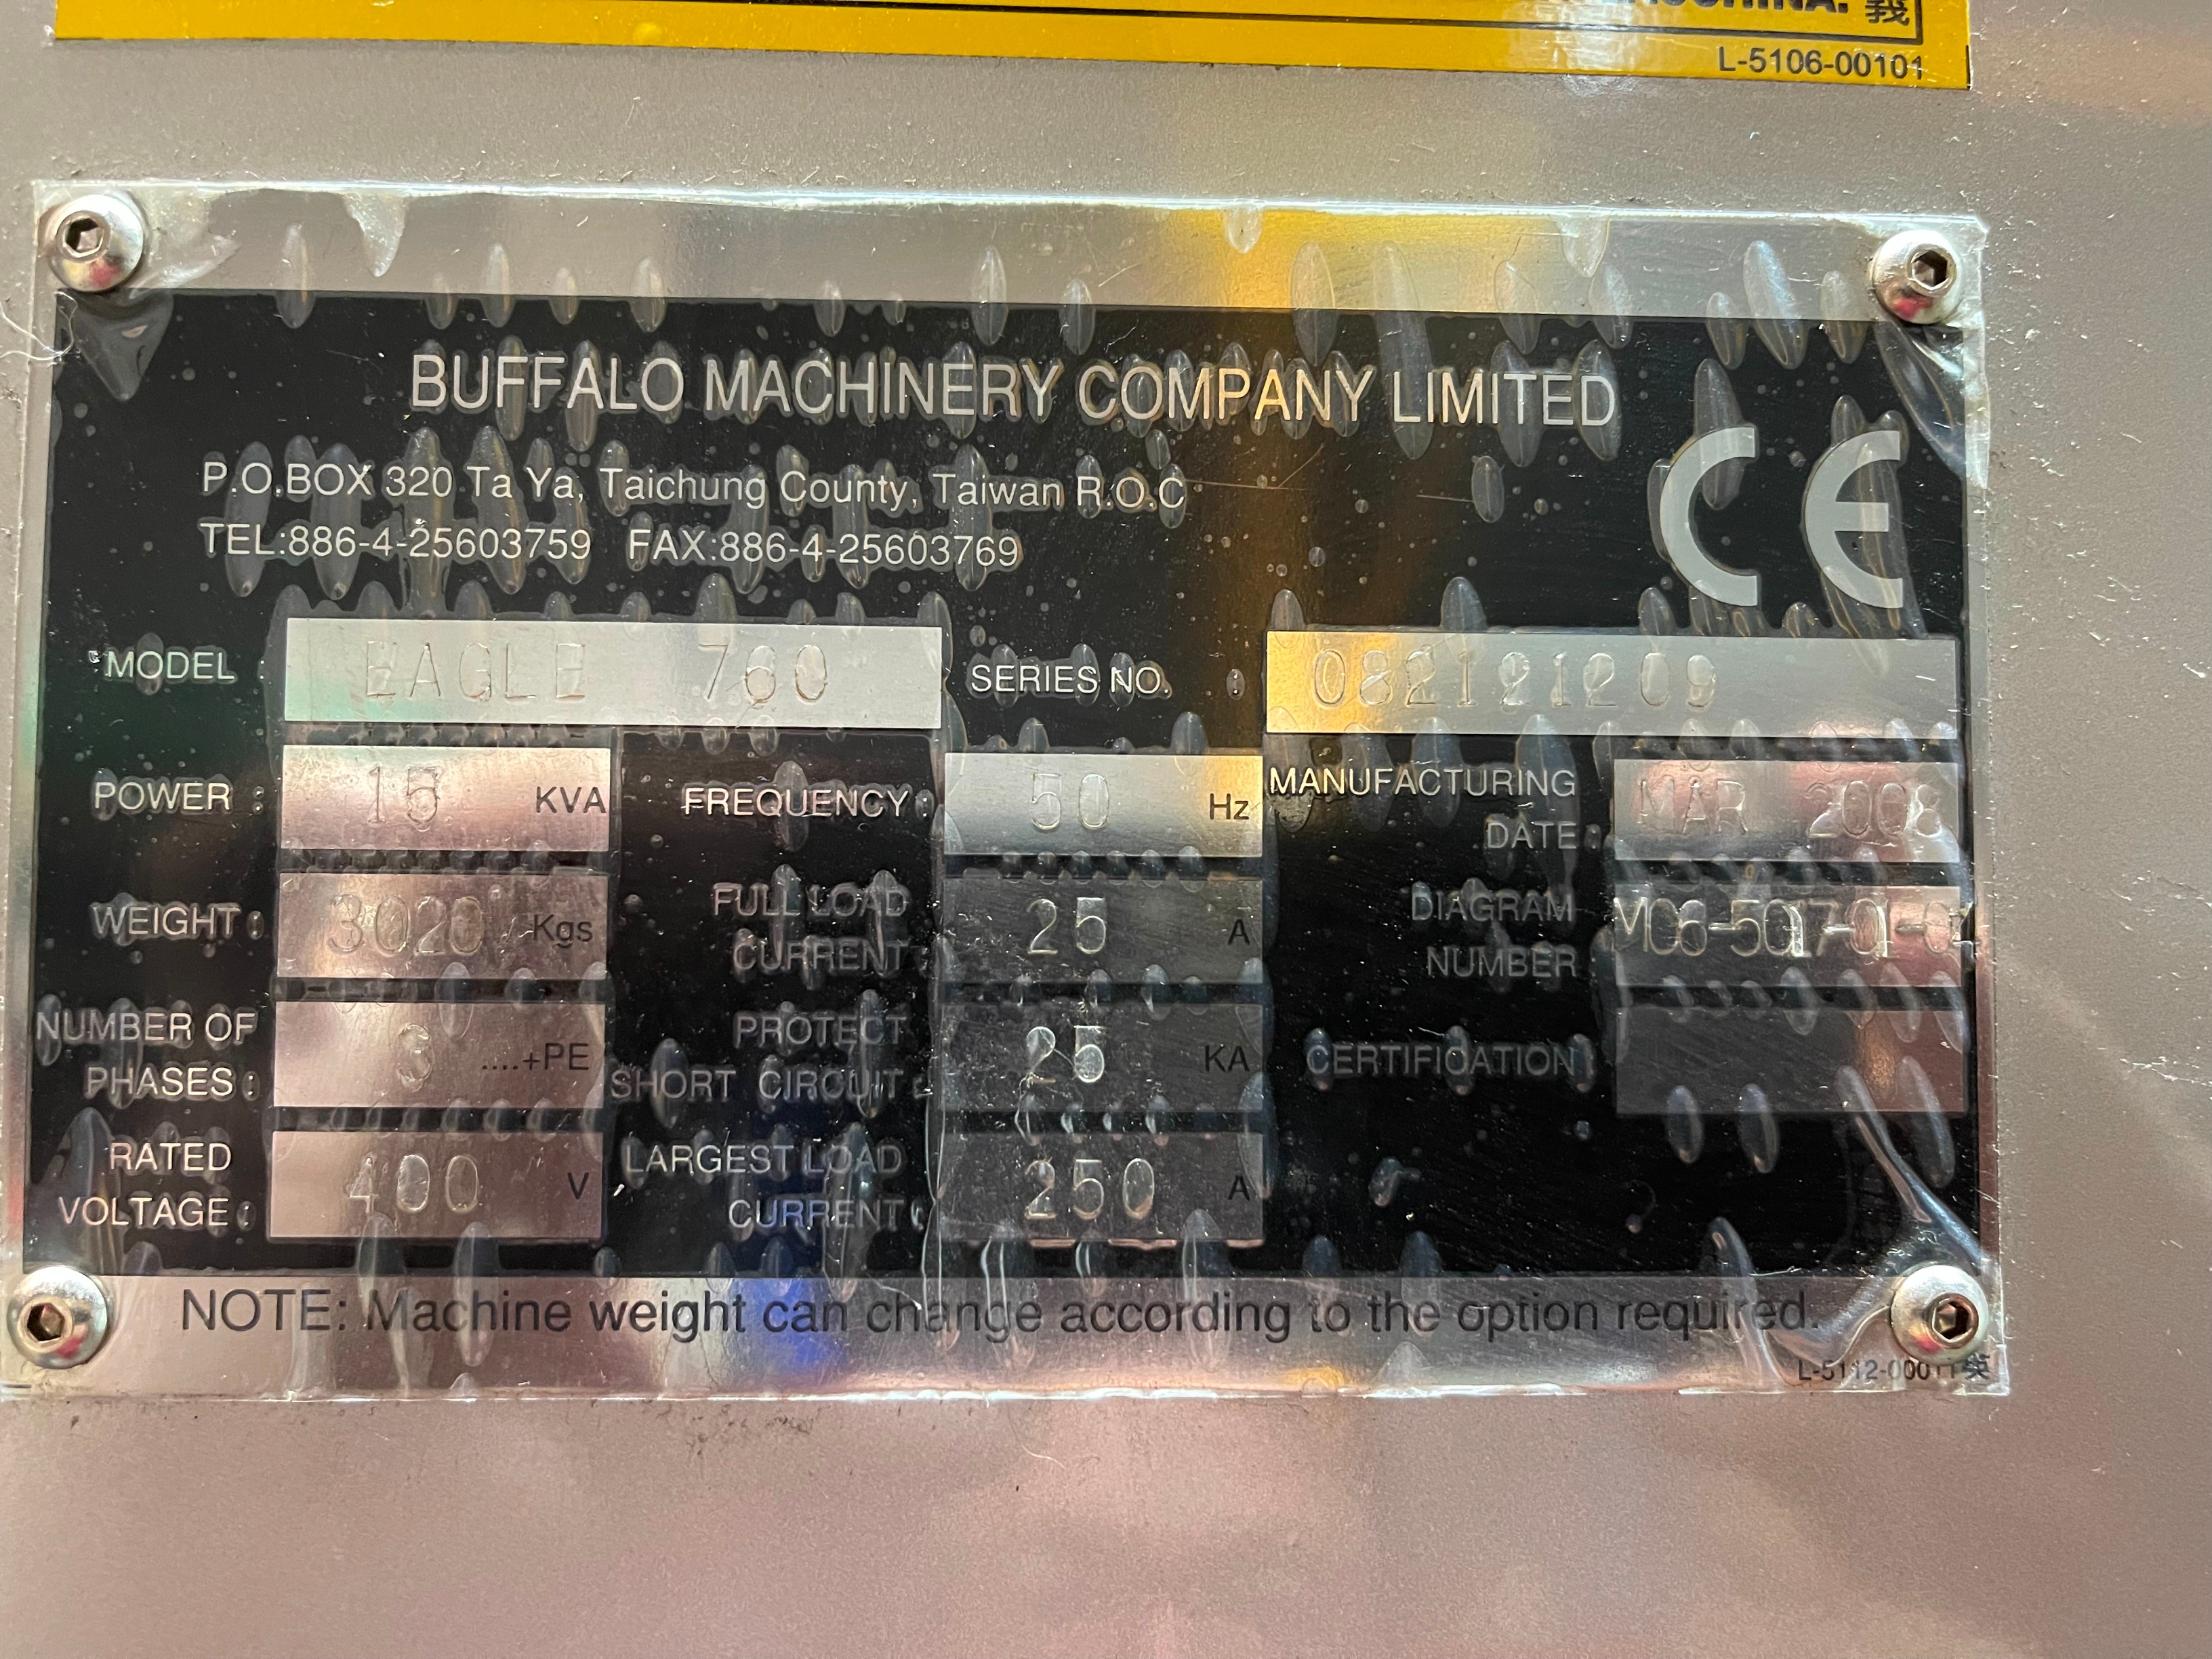 義
L-5106-00101
BUFFALO MACHINERY COMPANY LIMITED
P.O.BOX 320 Ta Ya, Taichung County, Taiwan R.O.C
TEL:886-4-25603759 FAX:886-4-25603769
CE
MODEL : EAGLE 760 SERIES NO. : 082121209
POWER : 15 KVA FREQUENCY : 50 Hz MANUFACTURING DATE : MAR 2008
WEIGHT : 3020 Kgs FULL LOAD CURRENT : 25 A DIAGRAM NUMBER :
NUMBER OF PHASES : 3 ....+PE PROTECT SHORT CIRCUIT : 25 KA CERTIFICATION :
RATED VOLTAGE : 400 V LARGEST LOAD CURRENT : 250 A
NOTE: Machine weight can change according to the option required.
L-5112-00011